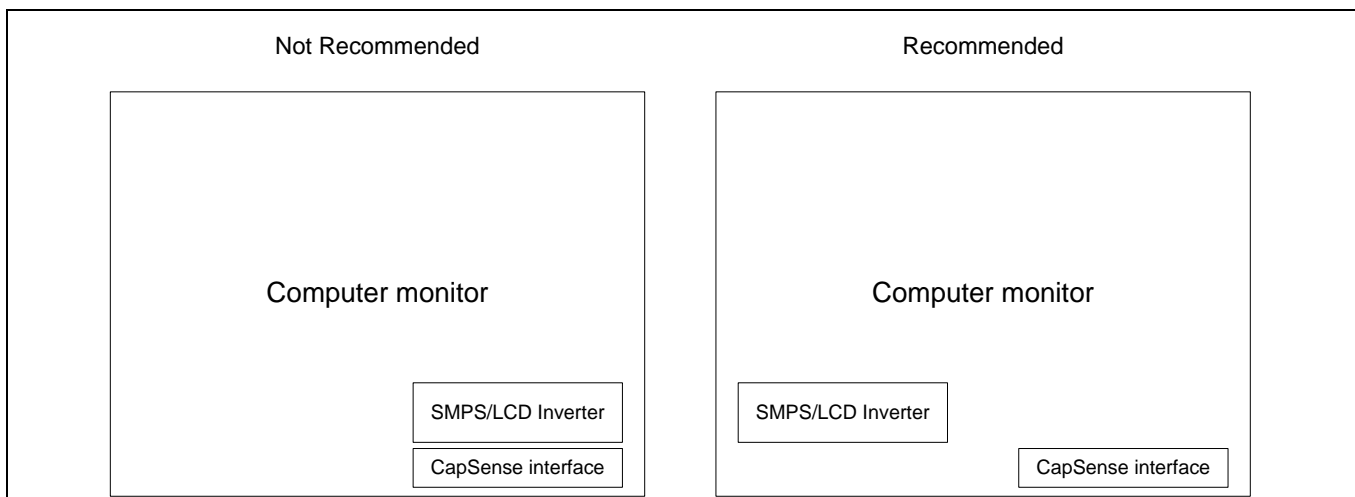 Not Recommended
Recommended
Computer monitor
Computer monitor
SMPS/LCD Inverter
CapSense interface
SMPS/LCD Inverter
CapSense interface